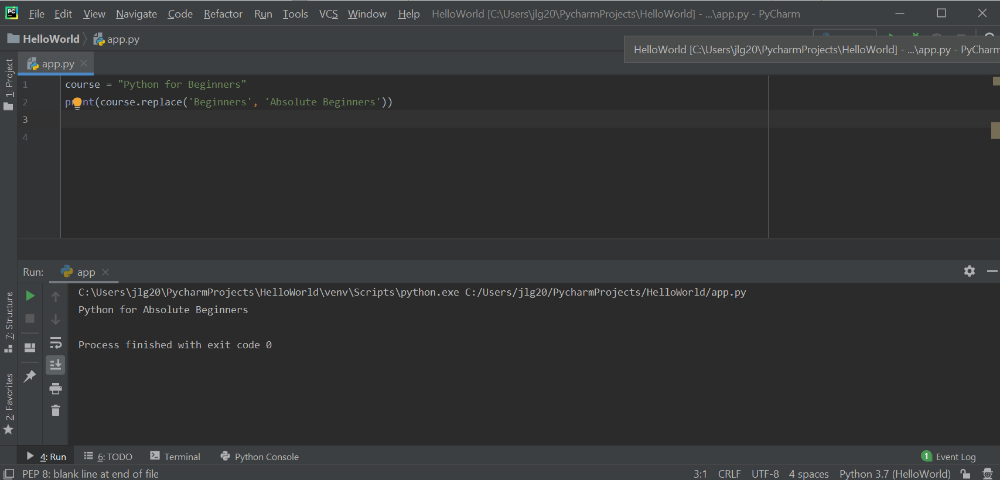 PC File Edit View Navigate Code Refactor Run Tools VCS Window Help HelloWorld [C:\Users\jlg20\PycharmProjects\HelloWorld] - ...\app.py - PyCharm
HelloWorld app.py
HelloWorld [C:\Users\jlg20\PycharmProjects\HelloWorld] - ...\app.py - PyCharm
1: Project
app.py
1 course = "Python for Beginners"
2 print(course.replace('Beginners', 'Absolute Beginners'))
3
4
Run: app
C:\Users\jlg20\PycharmProjects\HelloWorld\venv\Scripts\python.exe C:/Users/jlg20/PycharmProjects/HelloWorld/app.py
Python for Absolute Beginners
Process finished with exit code 0
7: Structure
2: Favorites
4: Run 6: TODO Terminal Python Console 1 Event Log
PEP 8: blank line at end of file 3:1 CRLF UTF-8 4 spaces Python 3.7 (HelloWorld)